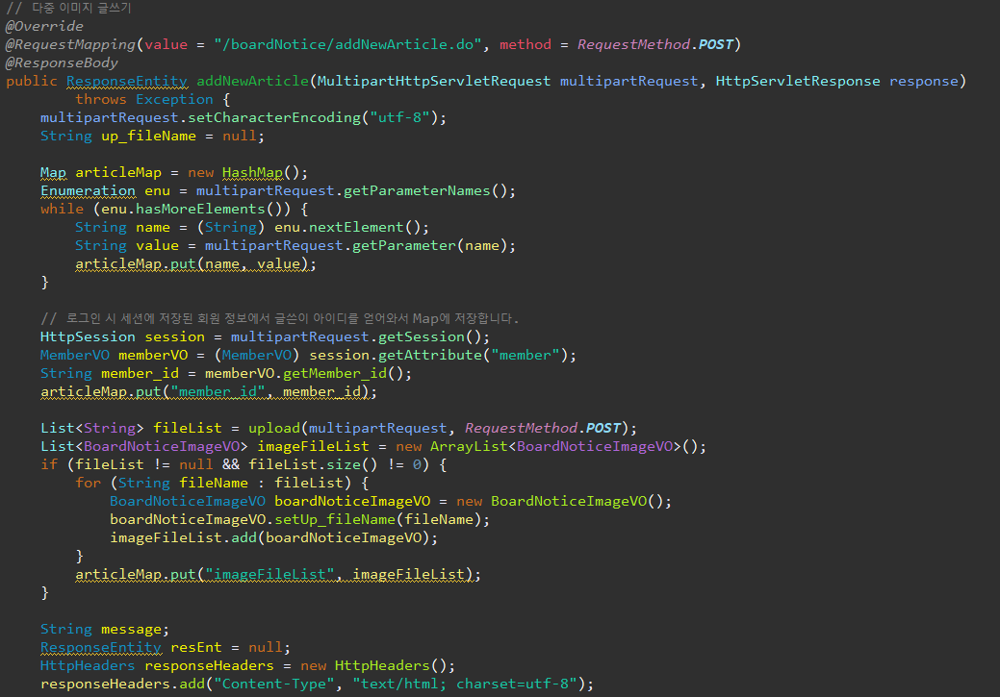 // 다중 이미지 글쓰기
@Override
@RequestMapping(value = "/boardNotice/addNewArticle.do", method = RequestMethod.POST)
@ResponseBody
public ResponseEntity addNewArticle(MultipartHttpServletRequest multipartRequest, HttpServletResponse response)
        throws Exception {
    multipartRequest.setCharacterEncoding("utf-8");
    String up_fileName = null;

    Map articleMap = new HashMap();
    Enumeration enu = multipartRequest.getParameterNames();
    while (enu.hasMoreElements()) {
        String name = (String) enu.nextElement();
        String value = multipartRequest.getParameter(name);
        articleMap.put(name, value);
    }

    // 로그인 시 세션에 저장된 회원 정보에서 글쓴이 아이디를 얻어와서 Map에 저장합니다.
    HttpSession session = multipartRequest.getSession();
    MemberVO memberVO = (MemberVO) session.getAttribute("member");
    String member_id = memberVO.getMember_id();
    articleMap.put("member_id", member_id);

    List<String> fileList = upload(multipartRequest, RequestMethod.POST);
    List<BoardNoticeImageVO> imageFileList = new ArrayList<BoardNoticeImageVO>();
    if (fileList != null && fileList.size() != 0) {
        for (String fileName : fileList) {
            BoardNoticeImageVO boardNoticeImageVO = new BoardNoticeImageVO();
            boardNoticeImageVO.setUp_fileName(fileName);
            imageFileList.add(boardNoticeImageVO);
        }
        articleMap.put("imageFileList", imageFileList);
    }

    String message;
    ResponseEntity resEnt = null;
    HttpHeaders responseHeaders = new HttpHeaders();
    responseHeaders.add("Content-Type", "text/html; charset=utf-8");